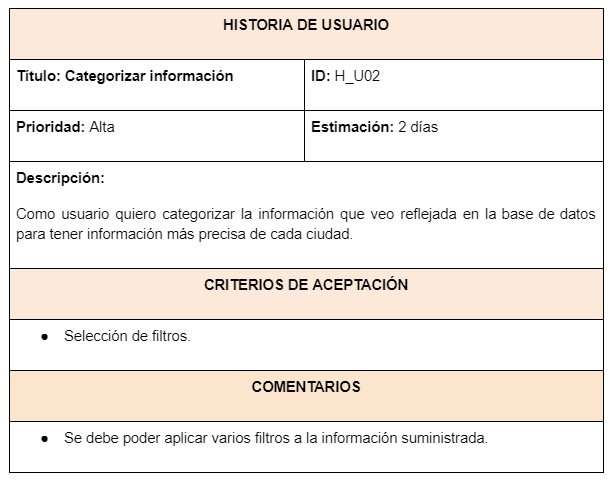 HISTORIA DE USUARIO
Título: Categorizar información
ID: H_U02
Prioridad: Alta
Estimación: 2 días
Descripción:
Como usuario quiero categorizar la información que veo reflejada en la base de datos
para tener información más precisa de cada ciudad.
CRITERIOS DE ACEPTACIÓN
● Selección de filtros.
COMENTARIOS
● Se debe poder aplicar varios filtros a la información suministrada.